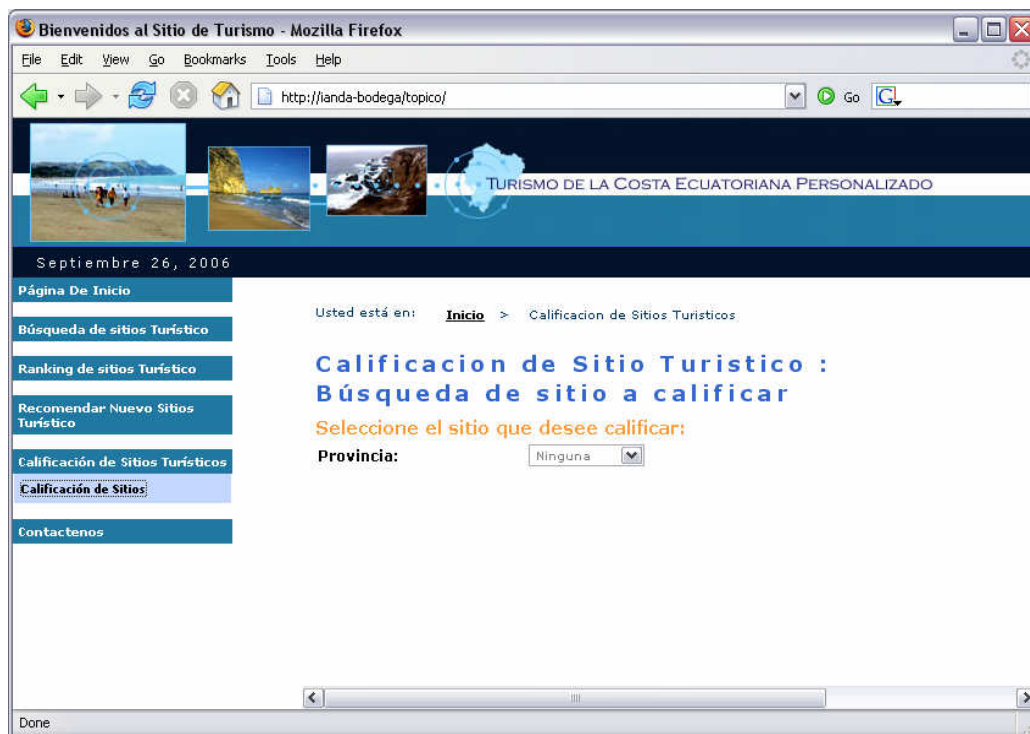 Bienvenidos al Sitio de Turismo - Mozilla Firefox
File Edit View Go Bookmarks Tools Help
http://ianda-bodega/topico/ Go G
TURISMO DE LA COSTA ECUATORIANA PERSONALIZADO
Septiembre 26, 2006
Página De Inicio
Búsqueda de sitios Turístico
Ranking de sitios Turístico
Recomendar Nuevo Sitios
Turístico
Calificación de Sitios Turísticos
Calificación de Sitios
Contactenos
Usted está en: Inicio > Calificacion de Sitios Turisticos
Calificacion de Sitio Turistico :
Búsqueda de sitio a calificar
Seleccione el sitio que desee calificar:
Provincia: Ninguna
Done